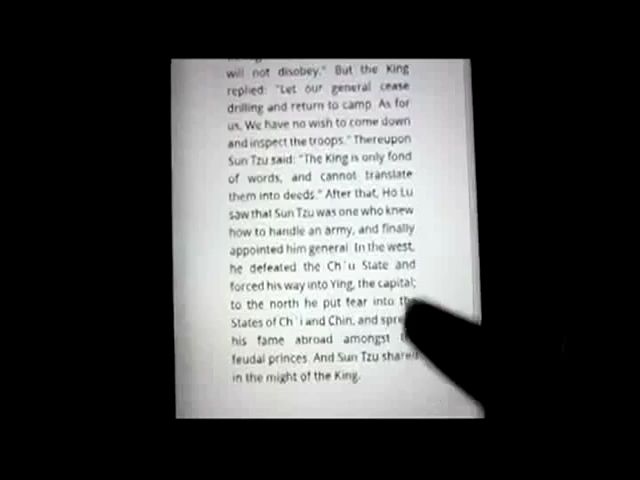 will not disobey." But the King
replied: "Let our general cease
drilling and return to camp. As for
us, We have no wish to come down
and inspect the troops." Thereupon
Sun Tzu said: "The King is only fond
of words, and cannot translate
them into deeds." After that, Ho Lu
saw that Sun Tzu was one who knew
how to handle an army, and finally
appointed him general. In the west,
he defeated the Ch`u State and
forced his way into Ying, the capital;
to the north he put fear into
States of Ch`i and Chin, and
his fame abroad amongst
feudal princes. And Sun Tzu shared
in the might of the King.